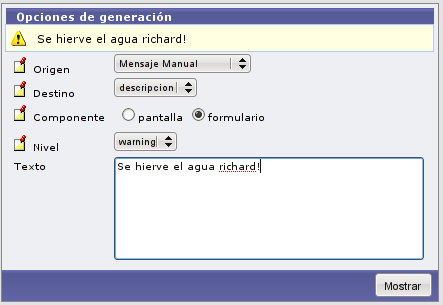 Opciones de generación
Se hierve el agua richard!
Origen Mensaje Manual
Destino descripcion
Componente pantalla formulario
Nivel warning
Texto Se hierve el agua richard!
Mostrar